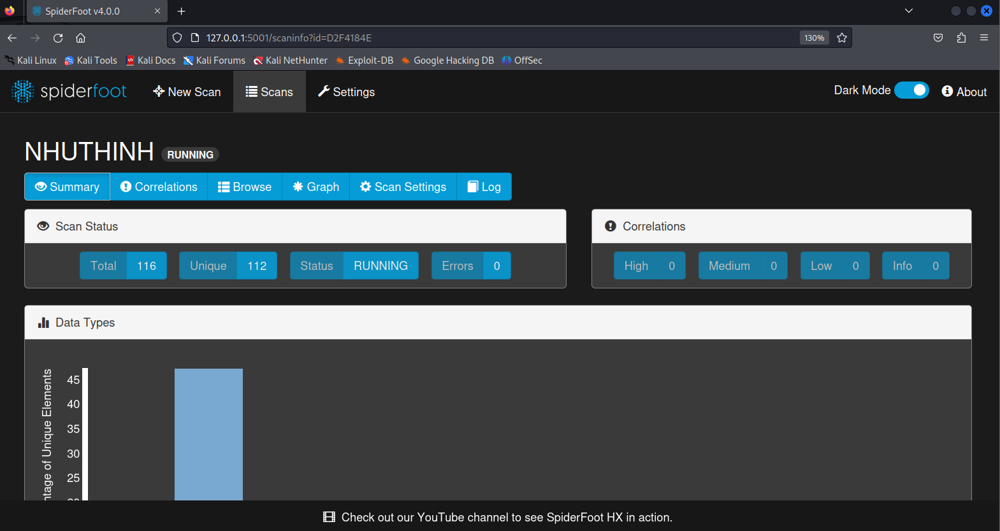 SpiderFoot v4.0.0
127.0.0.1:5001/scaninfo?id=D2F4184E
130%
Kali Linux Kali Tools Kali Docs Kali Forums Kali NetHunter Exploit-DB Google Hacking DB OffSec
spiderfoot New Scan Scans Settings Dark Mode About
NHUTHINH RUNNING
Summary Correlations Browse Graph Scan Settings Log
Scan Status
Total 116 Unique 112 Status RUNNING Errors 0
Correlations
High 0 Medium 0 Low 0 Info 0
Data Types
ntage of Unique Elements
45
40
35
30
25
Check out our YouTube channel to see SpiderFoot HX in action.